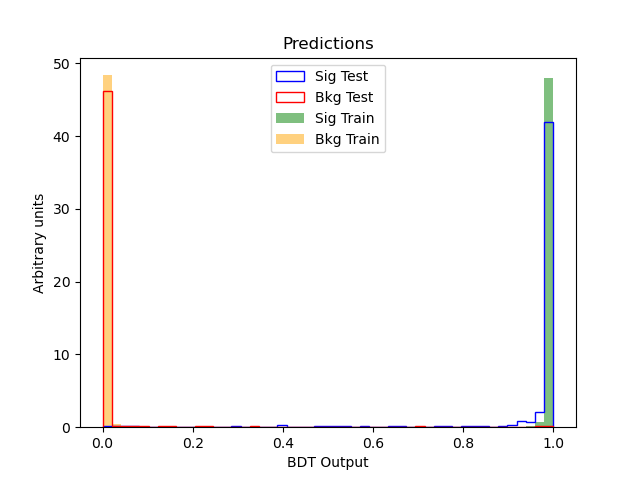 Predictions
Sig Test
Bkg Test
Sig Train
Bkg Train
50
40
30
20
10
0
Arbitrary units
0.0 0.2 0.4 0.6 0.8 1.0
BDT Output